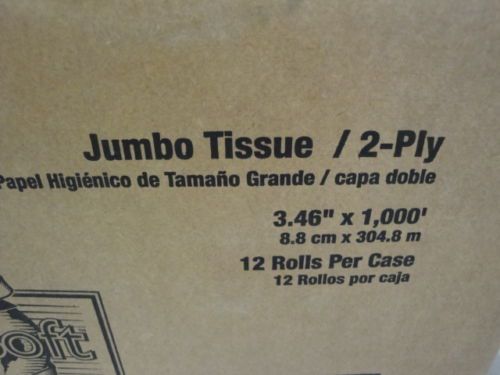 Jumbo Tissue / 2-Ply
Papel Higiénico de Tamaño Grande / capa doble
3.46" x 1,000'
8.8 cm x 304.8 m
12 Rolls Per Case
12 Rollos por caja
soft